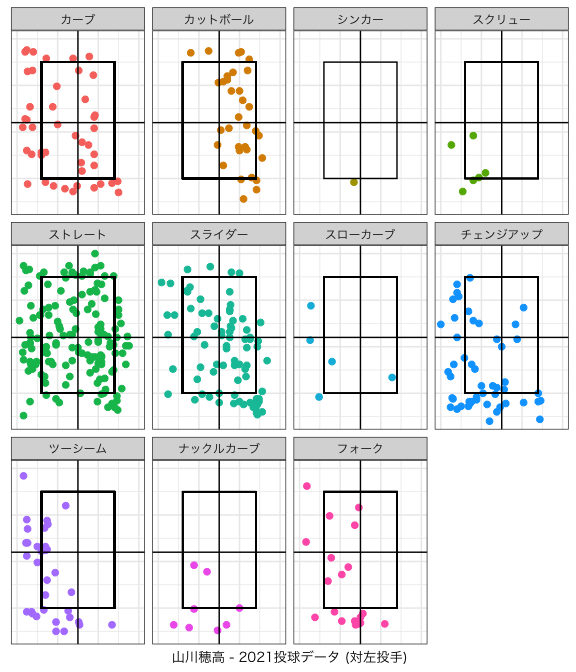 カーブ
カットボール
シンカー
スクリュー
ストレート
スライダー
スローカーブ
チェンジアップ
ツーシーム
ナックルカーブ
フォーク
山川穂高 - 2021投球データ (対左投手)